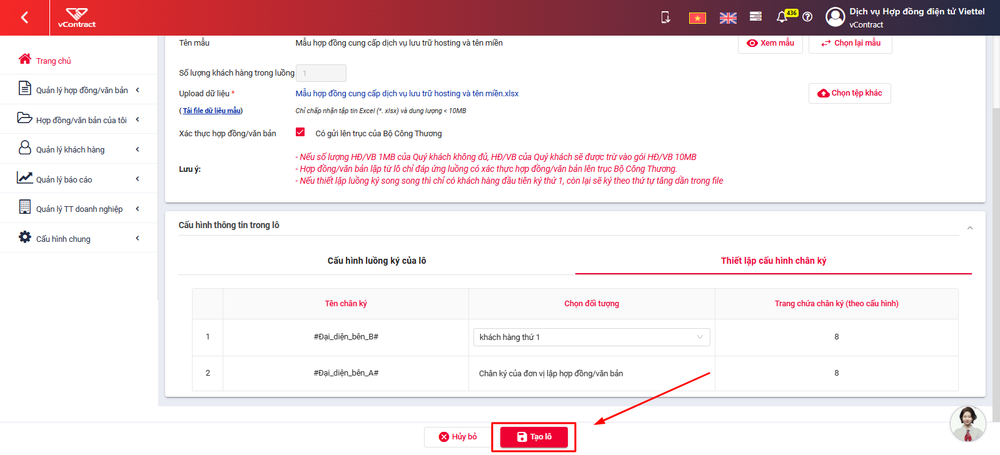 vContract
436
Dịch vụ Hợp đồng điện tử Viettel
vContract
Trang chủ
Quản lý hợp đồng/văn bản
Hợp đồng/văn bản của tôi
Quản lý khách hàng
Quản lý báo cáo
Quản lý TT doanh nghiệp
Cấu hình chung
Tên mẫu
Mẫu hợp đồng cung cấp dịch vụ lưu trữ hosting và tên miền
Xem mẫu
Chọn lại mẫu
Số lượng khách hàng trong luồng
1
Upload dữ liệu *
Mẫu hợp đồng cung cấp dịch vụ lưu trữ hosting và tên miền.xlsx
Chọn tệp khác
( Tải file dữ liệu mẫu)
Chỉ chấp nhận tập tin Excel (*. xlsx) và dung lượng < 10MB
Xác thực hợp đồng/văn bản
Có gửi lên trục của Bộ Công Thương
Lưu ý:
- Nếu số lượng HĐ/VB 1MB của Quý khách không đủ, HĐ/VB của Quý khách sẽ được trừ vào gói HĐ/VB 10MB
- Hợp đồng/văn bản lập từ lô chỉ đáp ứng luồng có xác thực hợp đồng/văn bản lên trục Bộ Công Thương.
- Nếu thiết lập luồng ký song song thì chỉ có khách hàng đầu tiên ký thứ 1, còn lại sẽ ký theo thứ tự tăng dần trong file
Cấu hình thông tin trong lô
Cấu hình luồng ký của lô
Thiết lập cấu hình chân ký
Tên chân ký
Chọn đối tượng
Trang chứa chân ký (theo cấu hình)
1
#Đại_diện_bên_B#
khách hàng thứ 1
8
2
#Đại_diện_bên_A#
Chân ký của đơn vị lập hợp đồng/văn bản
8
Hủy bỏ
Tạo lô